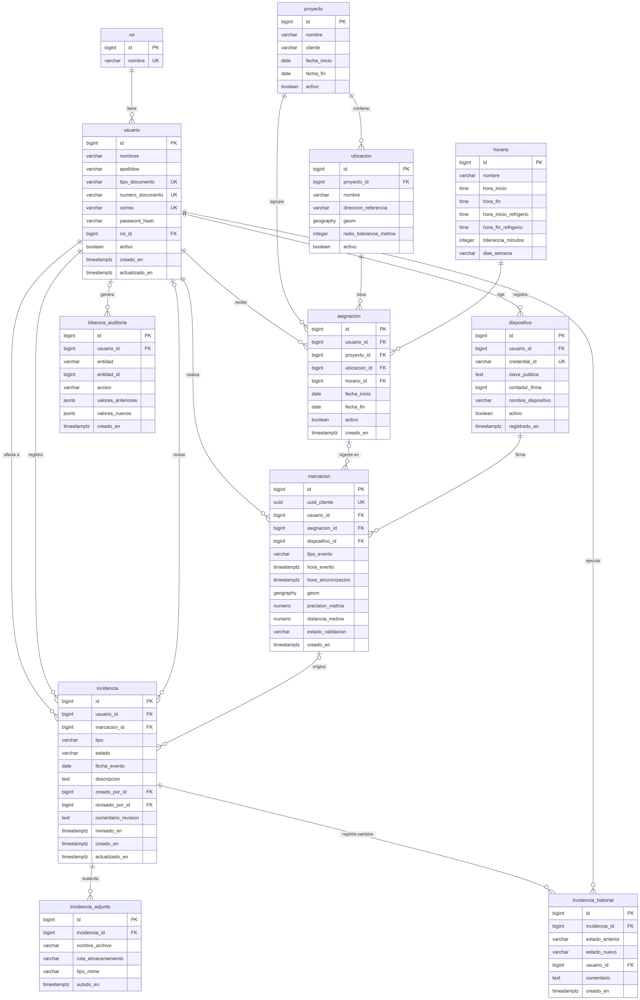 proyecto
bigint id PK
varchar nombre
varchar cliente
date fecha_inicio
date fecha_fin
boolean activo
rol
bigint id PK
varchar nombre UK
tiene
contiene
usuario
bigint id PK
varchar nombres
varchar apellidos
varchar tipo_documento UK
varchar numero_documento UK
varchar correo UK
varchar password_hash
bigint rol_id FK
boolean activo
timestamptz creado_en
timestamptz actualizado_en
agrupa
ubicacion
bigint id PK
bigint proyecto_id FK
varchar nombre
varchar direccion_referencia
geography geom
integer radio_tolerancia_metros
boolean activo
horario
bigint id PK
varchar nombre
time hora_inicio
time hora_fin
time hora_inicio_refrigerio
time hora_fin_refrigerio
integer tolerancia_minutos
varchar dias_semana
genera
recibe
situa
rige
registra
bitacora_auditoria
bigint id PK
bigint usuario_id FK
varchar entidad
bigint entidad_id
varchar accion
jsonb valores_anteriores
jsonb valores_nuevos
timestamptz creado_en
asignacion
bigint id PK
bigint usuario_id FK
bigint proyecto_id FK
bigint ubicacion_id FK
bigint horario_id FK
date fecha_inicio
date fecha_fin
boolean activo
timestamptz creado_en
dispositivo
bigint id PK
bigint usuario_id FK
varchar credential_id UK
text clave_publica
bigint contador_firma
varchar nombre_dispositivo
boolean activo
timestamptz registrado_en
realiza
afecta a
registra
revisa
vigente en
firma
marcacion
bigint id PK
uuid uuid_cliente UK
bigint usuario_id FK
bigint asignacion_id FK
bigint dispositivo_id FK
varchar tipo_evento
timestamptz hora_evento
timestamptz hora_sincronizacion
geography geom
numeric precision_metros
numeric distancia_metros
varchar estado_validacion
timestamptz creado_en
ejecuta
origina
incidencia
bigint id PK
bigint usuario_id FK
bigint marcacion_id FK
varchar tipo
varchar estado
date fecha_evento
text descripcion
bigint creado_por_id FK
bigint revisado_por_id FK
text comentario_revision
timestamptz revisado_en
timestamptz creado_en
timestamptz actualizado_en
registra cambios
sustenta
incidencia_adjunto
bigint id PK
bigint incidencia_id FK
varchar nombre_archivo
varchar ruta_almacenamiento
varchar tipo_mime
timestamptz subido_en
incidencia_historial
bigint id PK
bigint incidencia_id FK
varchar estado_anterior
varchar estado_nuevo
bigint usuario_id FK
text comentario
timestamptz creado_en